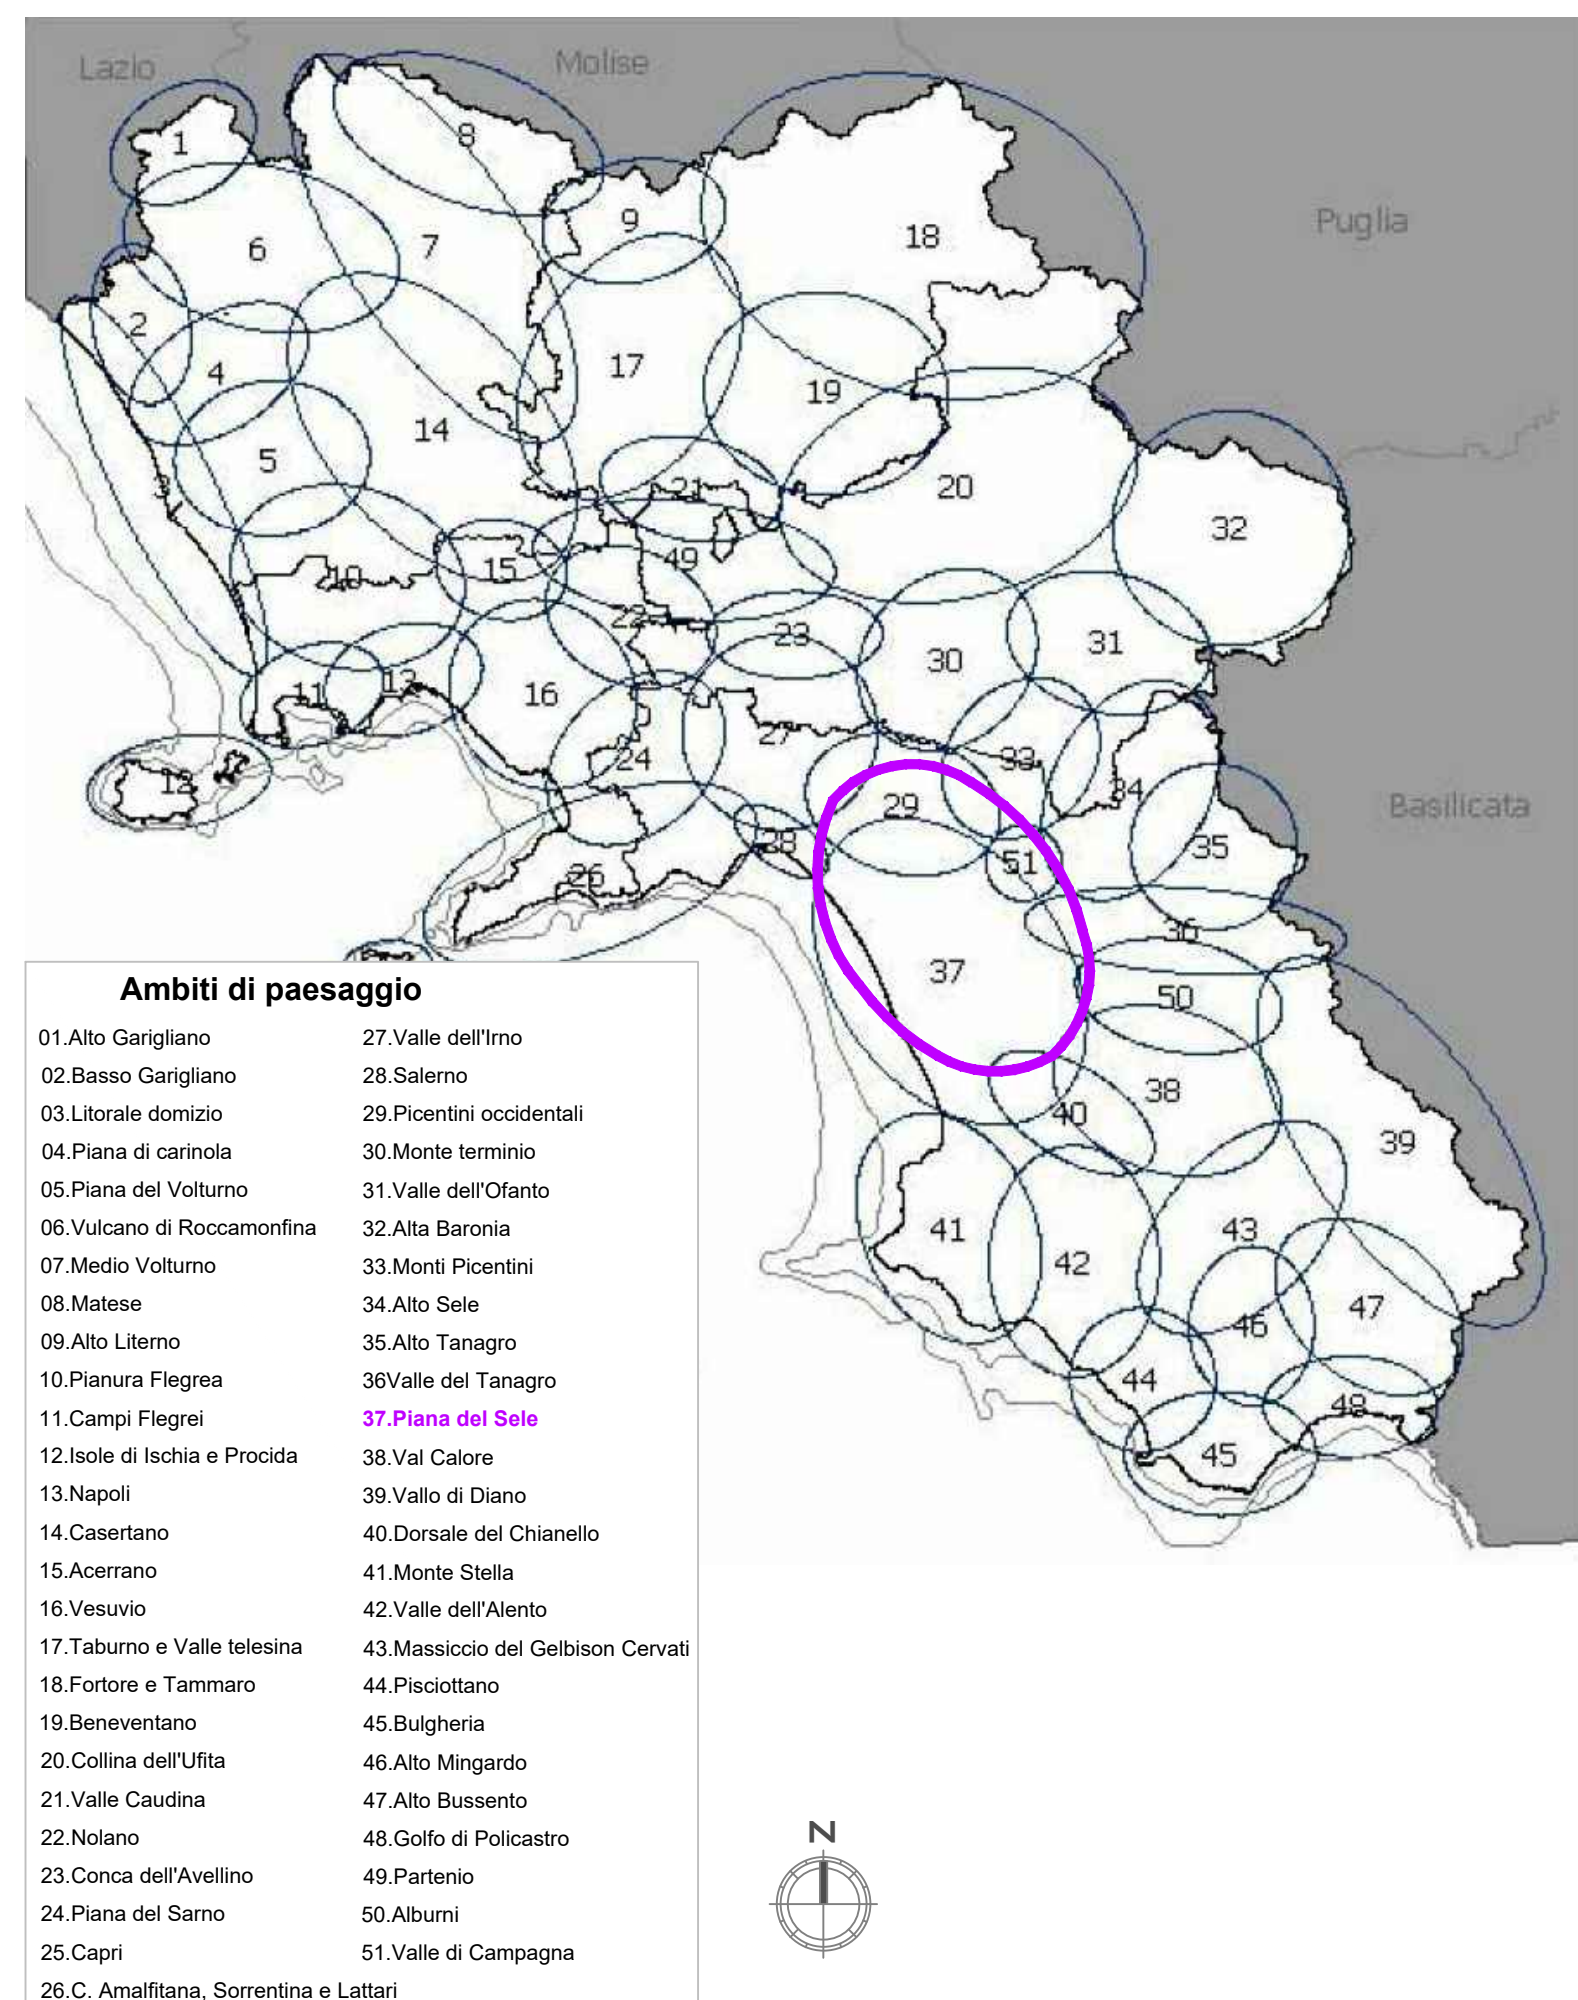 Lazio
Molise
Puglia
Basilicata
1
8
9
18
6
7
2
4
17
19
14
5
3
21
20
32
10
15
49
22
23
31
30
11
13
16
27
24
33
12
34
29
28
51
35
26
36
37
50
38
40
39
41
43
42
47
46
44
48
45
Ambiti di paesaggio
01.Alto Garigliano
02.Basso Garigliano
03.Litorale domizio
04.Piana di carinola
05.Piana del Volturno
06.Vulcano di Roccamonfina
07.Medio Volturno
08.Matese
09.Alto Literno
10.Pianura Flegrea
11.Campi Flegrei
12.Isole di Ischia e Procida
13.Napoli
14.Casertano
15.Acerrano
16.Vesuvio
17.Taburno e Valle telesina
18.Fortore e Tammaro
19.Beneventano
20.Collina dell'Ufita
21.Valle Caudina
22.Nolano
23.Conca dell'Avellino
24.Piana del Sarno
25.Capri
26.C. Amalfitana, Sorrentina e Lattari
27.Valle dell'Irno
28.Salerno
29.Picentini occidentali
30.Monte terminio
31.Valle dell'Ofanto
32.Alta Baronia
33.Monti Picentini
34.Alto Sele
35.Alto Tanagro
36Valle del Tanagro
37.Piana del Sele
38.Val Calore
39.Vallo di Diano
40.Dorsale del Chianello
41.Monte Stella
42.Valle dell'Alento
43.Massiccio del Gelbison Cervati
44.Pisciottano
45.Bulgheria
46.Alto Mingardo
47.Alto Bussento
48.Golfo di Policastro
49.Partenio
50.Alburni
51.Valle di Campagna
N